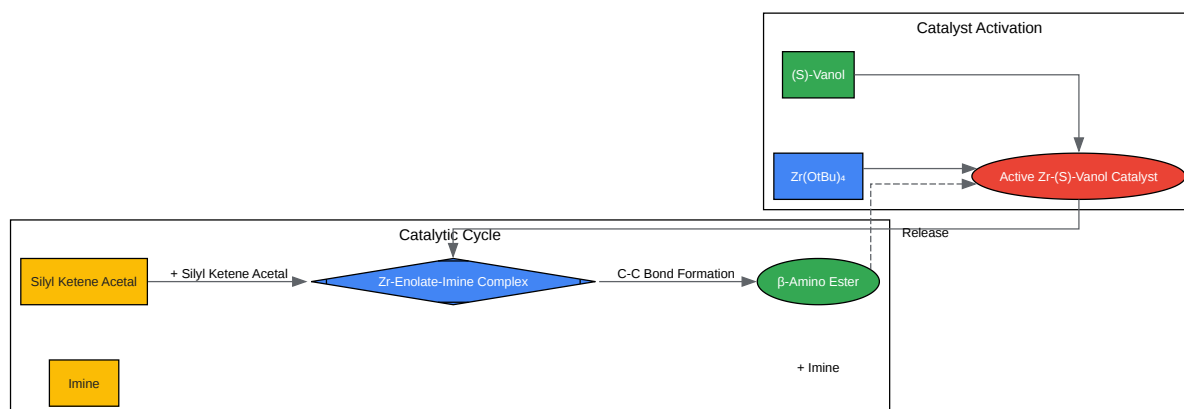 Catalyst Activation
(S)-Vanol
Zr(OtBu)₄
Active Zr-(S)-Vanol Catalyst
Release
Catalytic Cycle
Silyl Ketene Acetal
+ Silyl Ketene Acetal
Zr-Enolate-Imine Complex
C-C Bond Formation
β-Amino Ester
Imine
+ Imine